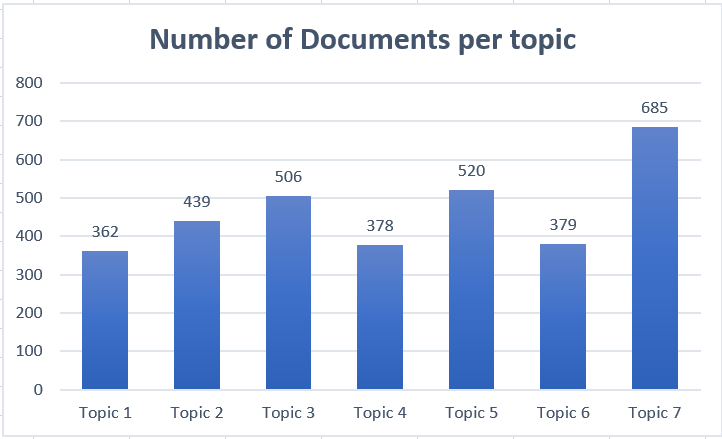 Number of Documents per topic
800
700
600
500
400
300
200
100
0
362
439
506
378
520
379
685
Topic 1
Topic 2
Topic 3
Topic 4
Topic 5
Topic 6
Topic 7